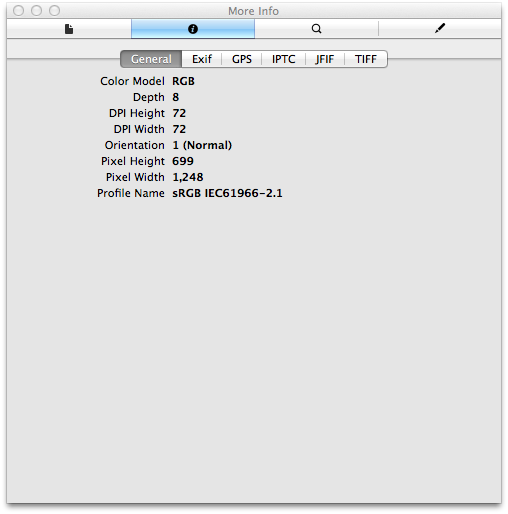 More Info
General Exif GPS IPTC JFIF TIFF
Color Model RGB
Depth 8
DPI Height 72
DPI Width 72
Orientation 1 (Normal)
Pixel Height 699
Pixel Width 1,248
Profile Name sRGB IEC61966-2.1